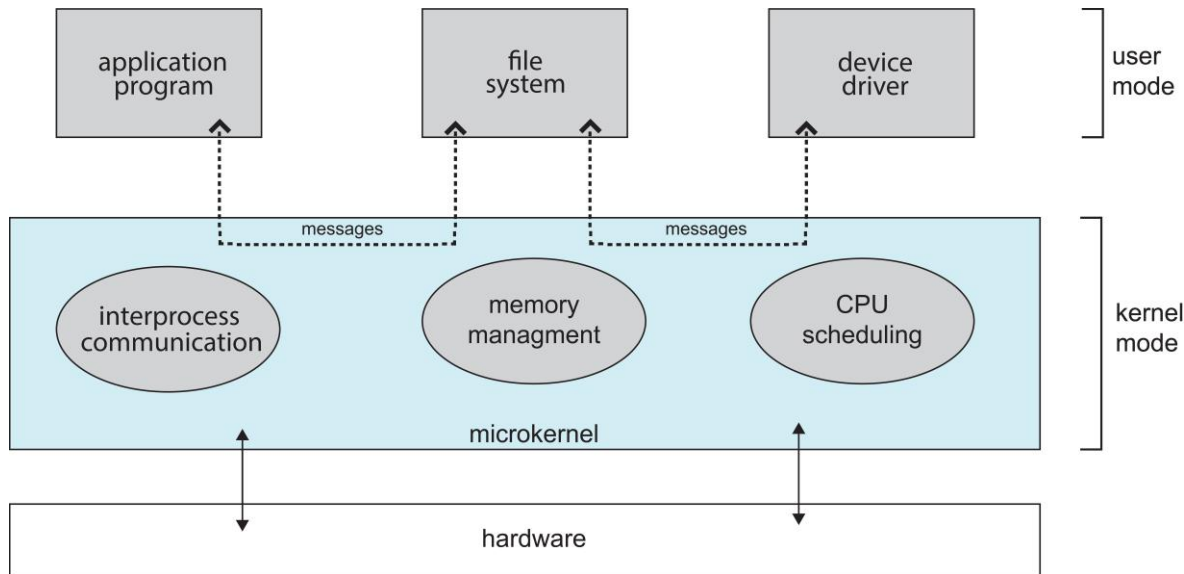 application
program
file
system
device
driver
user
mode
messages
messages
interprocess
communication
memory
managment
CPU
scheduling
kernel
mode
microkernel
hardware